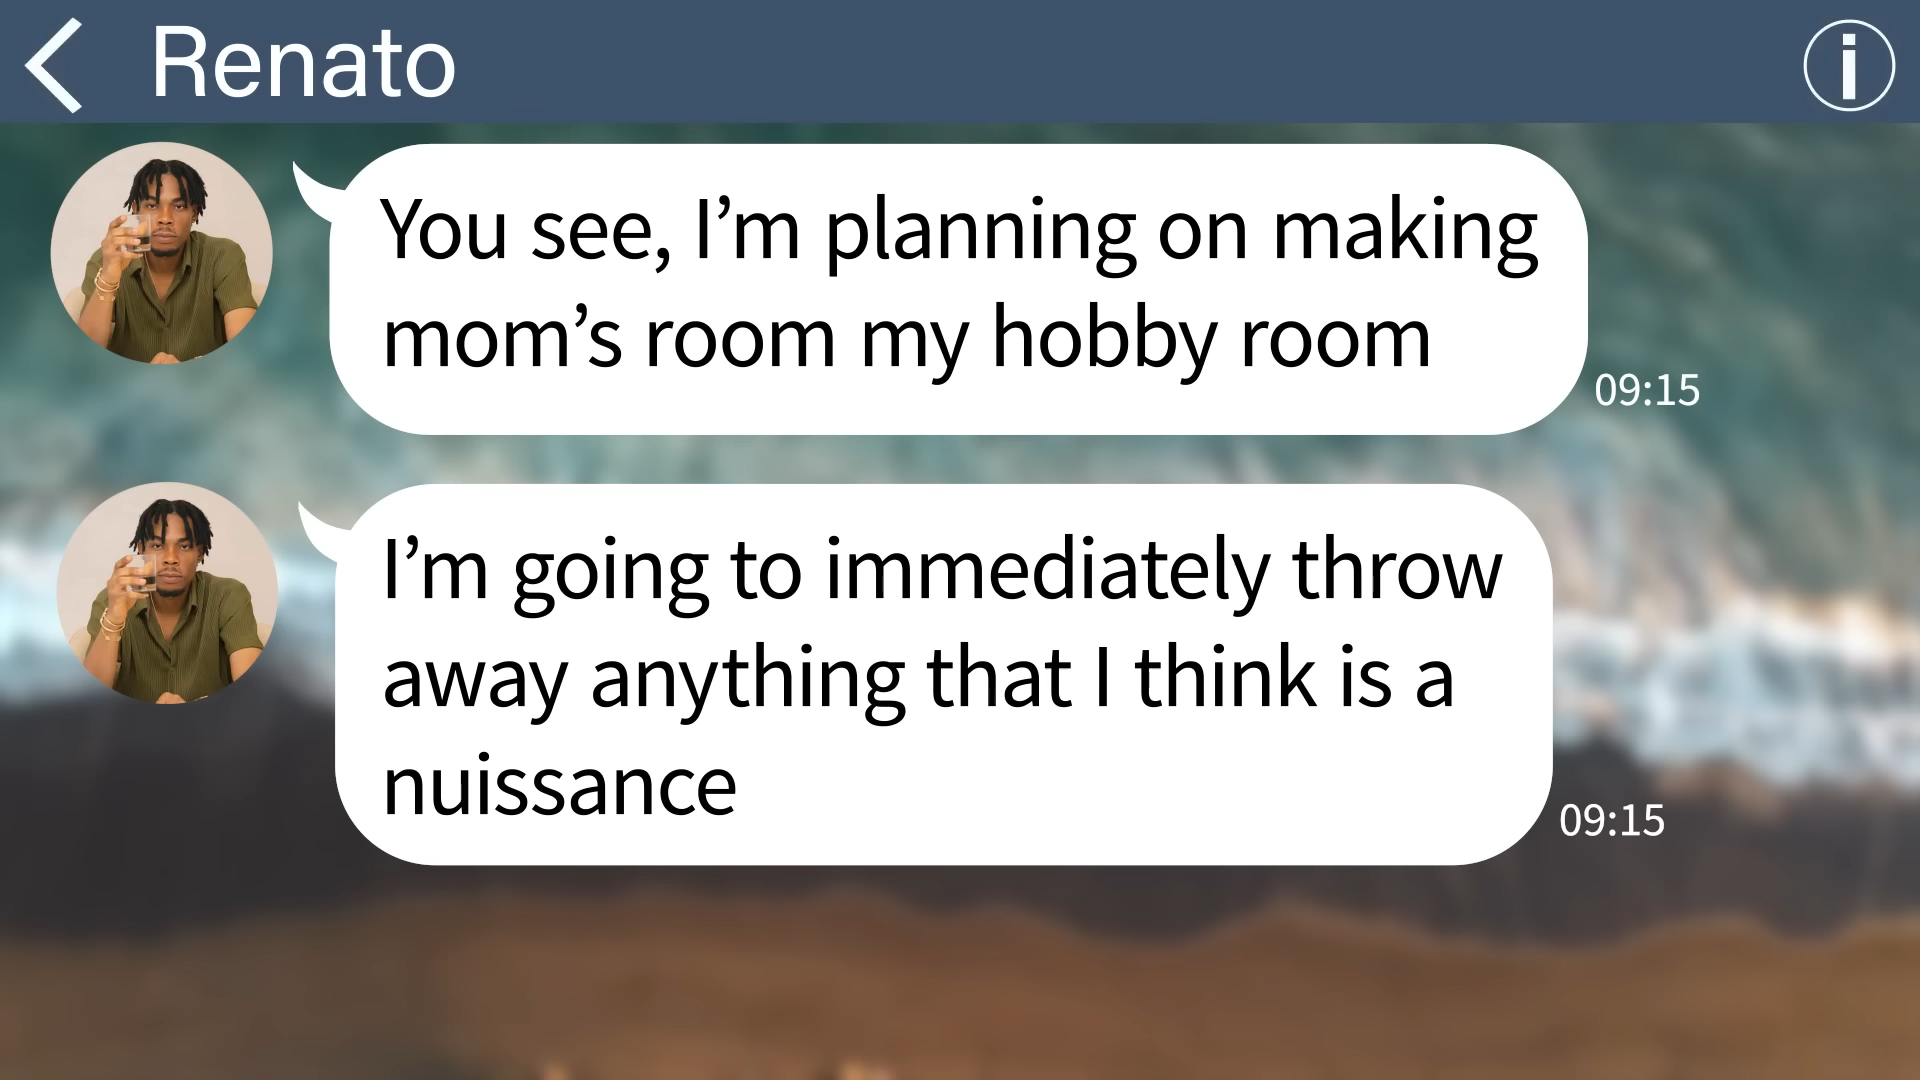 Renato
You see, I’m planning on making
mom’s room my hobby room
09:15
I’m going to immediately throw
away anything that I think is a
nuissance
09:15